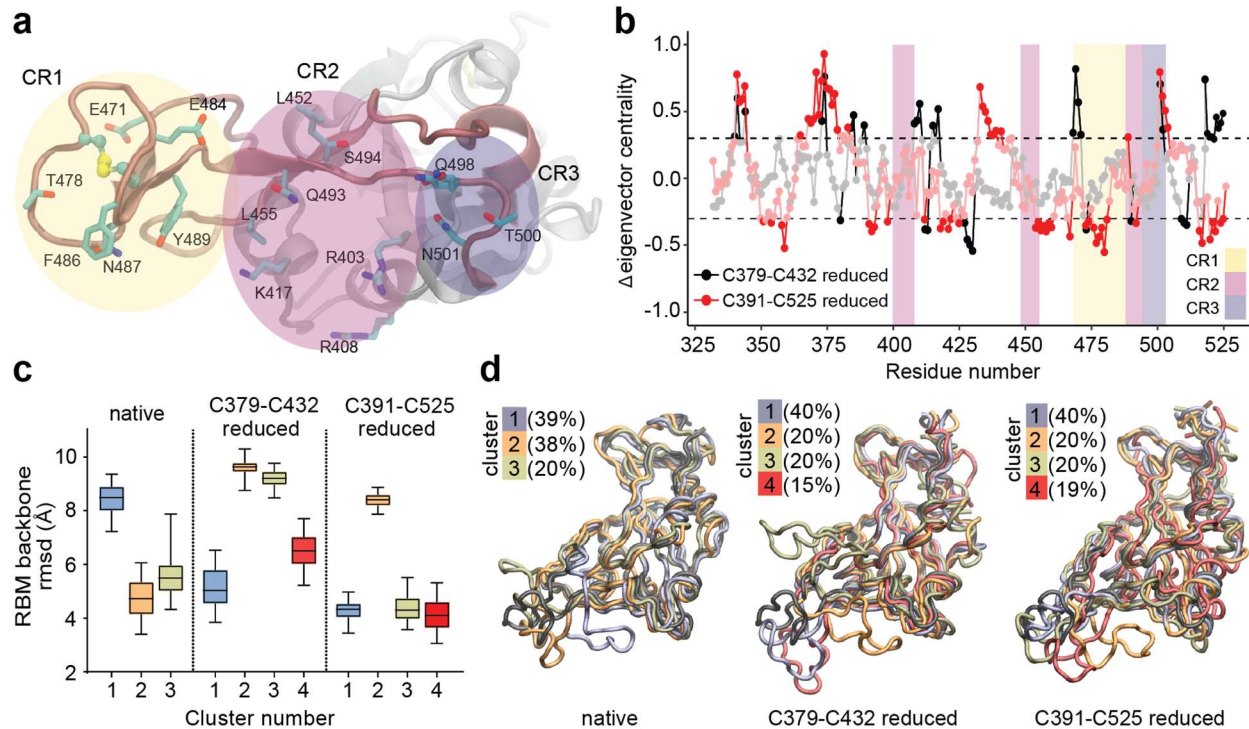 a
CR1
E471
E484
T478
F486
N487
Y489
CR2
L452
S494
Q493
L455
K417
R403
R408
Q498
CR3
N501
T500
b
Δeigenvector centrality
1.0
0.5
0.0
-0.5
-1.0
C379-C432 reduced
C391-C525 reduced
CR1
CR2
CR3
325 350 375 400 425 450 475 500 525
Residue number
c
native
C379-C432
reduced
C391-C525
reduced
RBM backbone
rmsd (Å)
10
8
6
4
2
1 2 3 1 2 3 4 1 2 3 4
Cluster number
d
cluster
1 (39%)
2 (38%)
3 (20%)
native
cluster
1 (40%)
2 (20%)
3 (20%)
4 (15%)
C379-C432 reduced
cluster
1 (40%)
2 (20%)
3 (20%)
4 (19%)
C391-C525 reduced